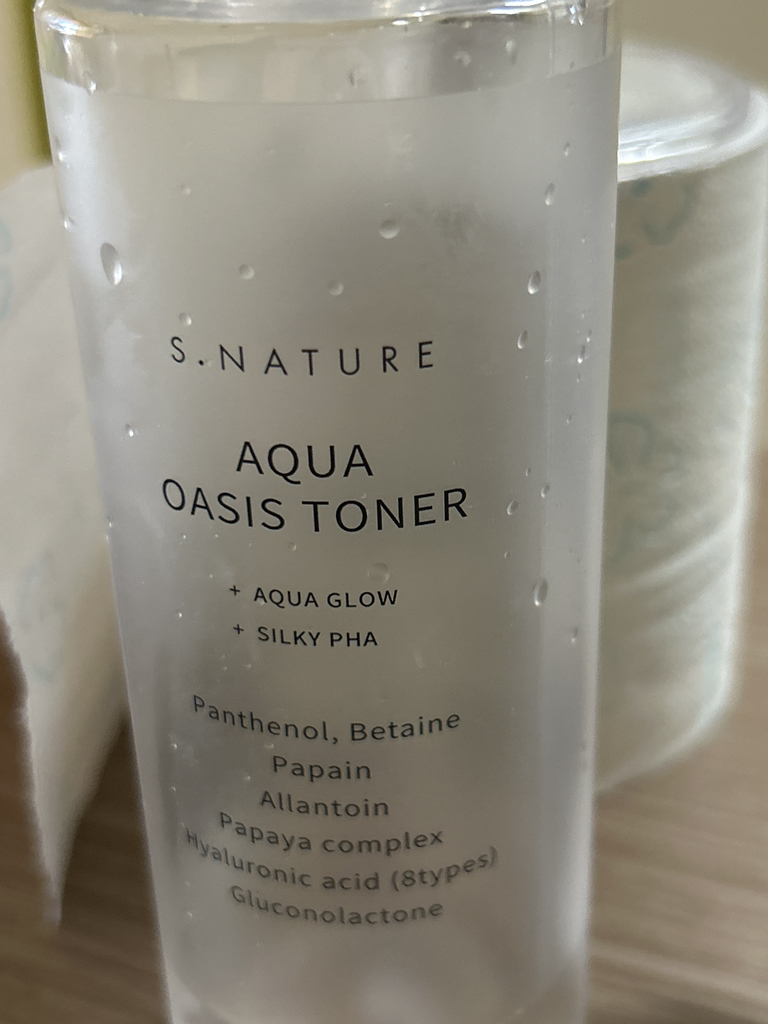 S.NATURE
AQUA
OASIS TONER
+ AQUA GLOW
+ SILKY PHA
Panthenol, Betaine
Papain
Allantoin
Papaya complex
Hyaluronic acid (8types)
Gluconolactone